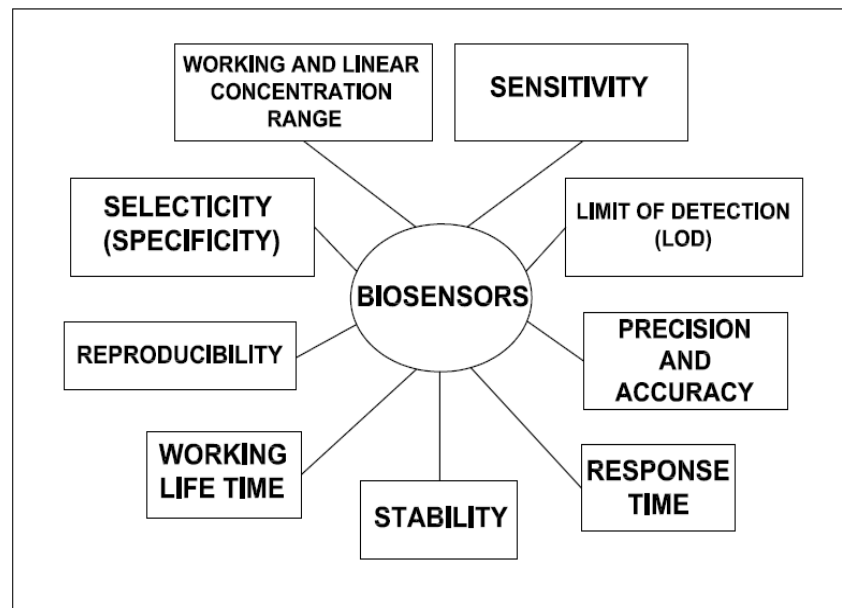 WORKING AND LINEAR
CONCENTRATION
RANGE
SENSITIVITY
SELECTICITY
(SPECIFICITY)
LIMIT OF DETECTION
(LOD)
BIOSENSORS
REPRODUCIBILITY
PRECISION
AND
ACCURACY
WORKING
LIFE TIME
RESPONSE
TIME
STABILITY